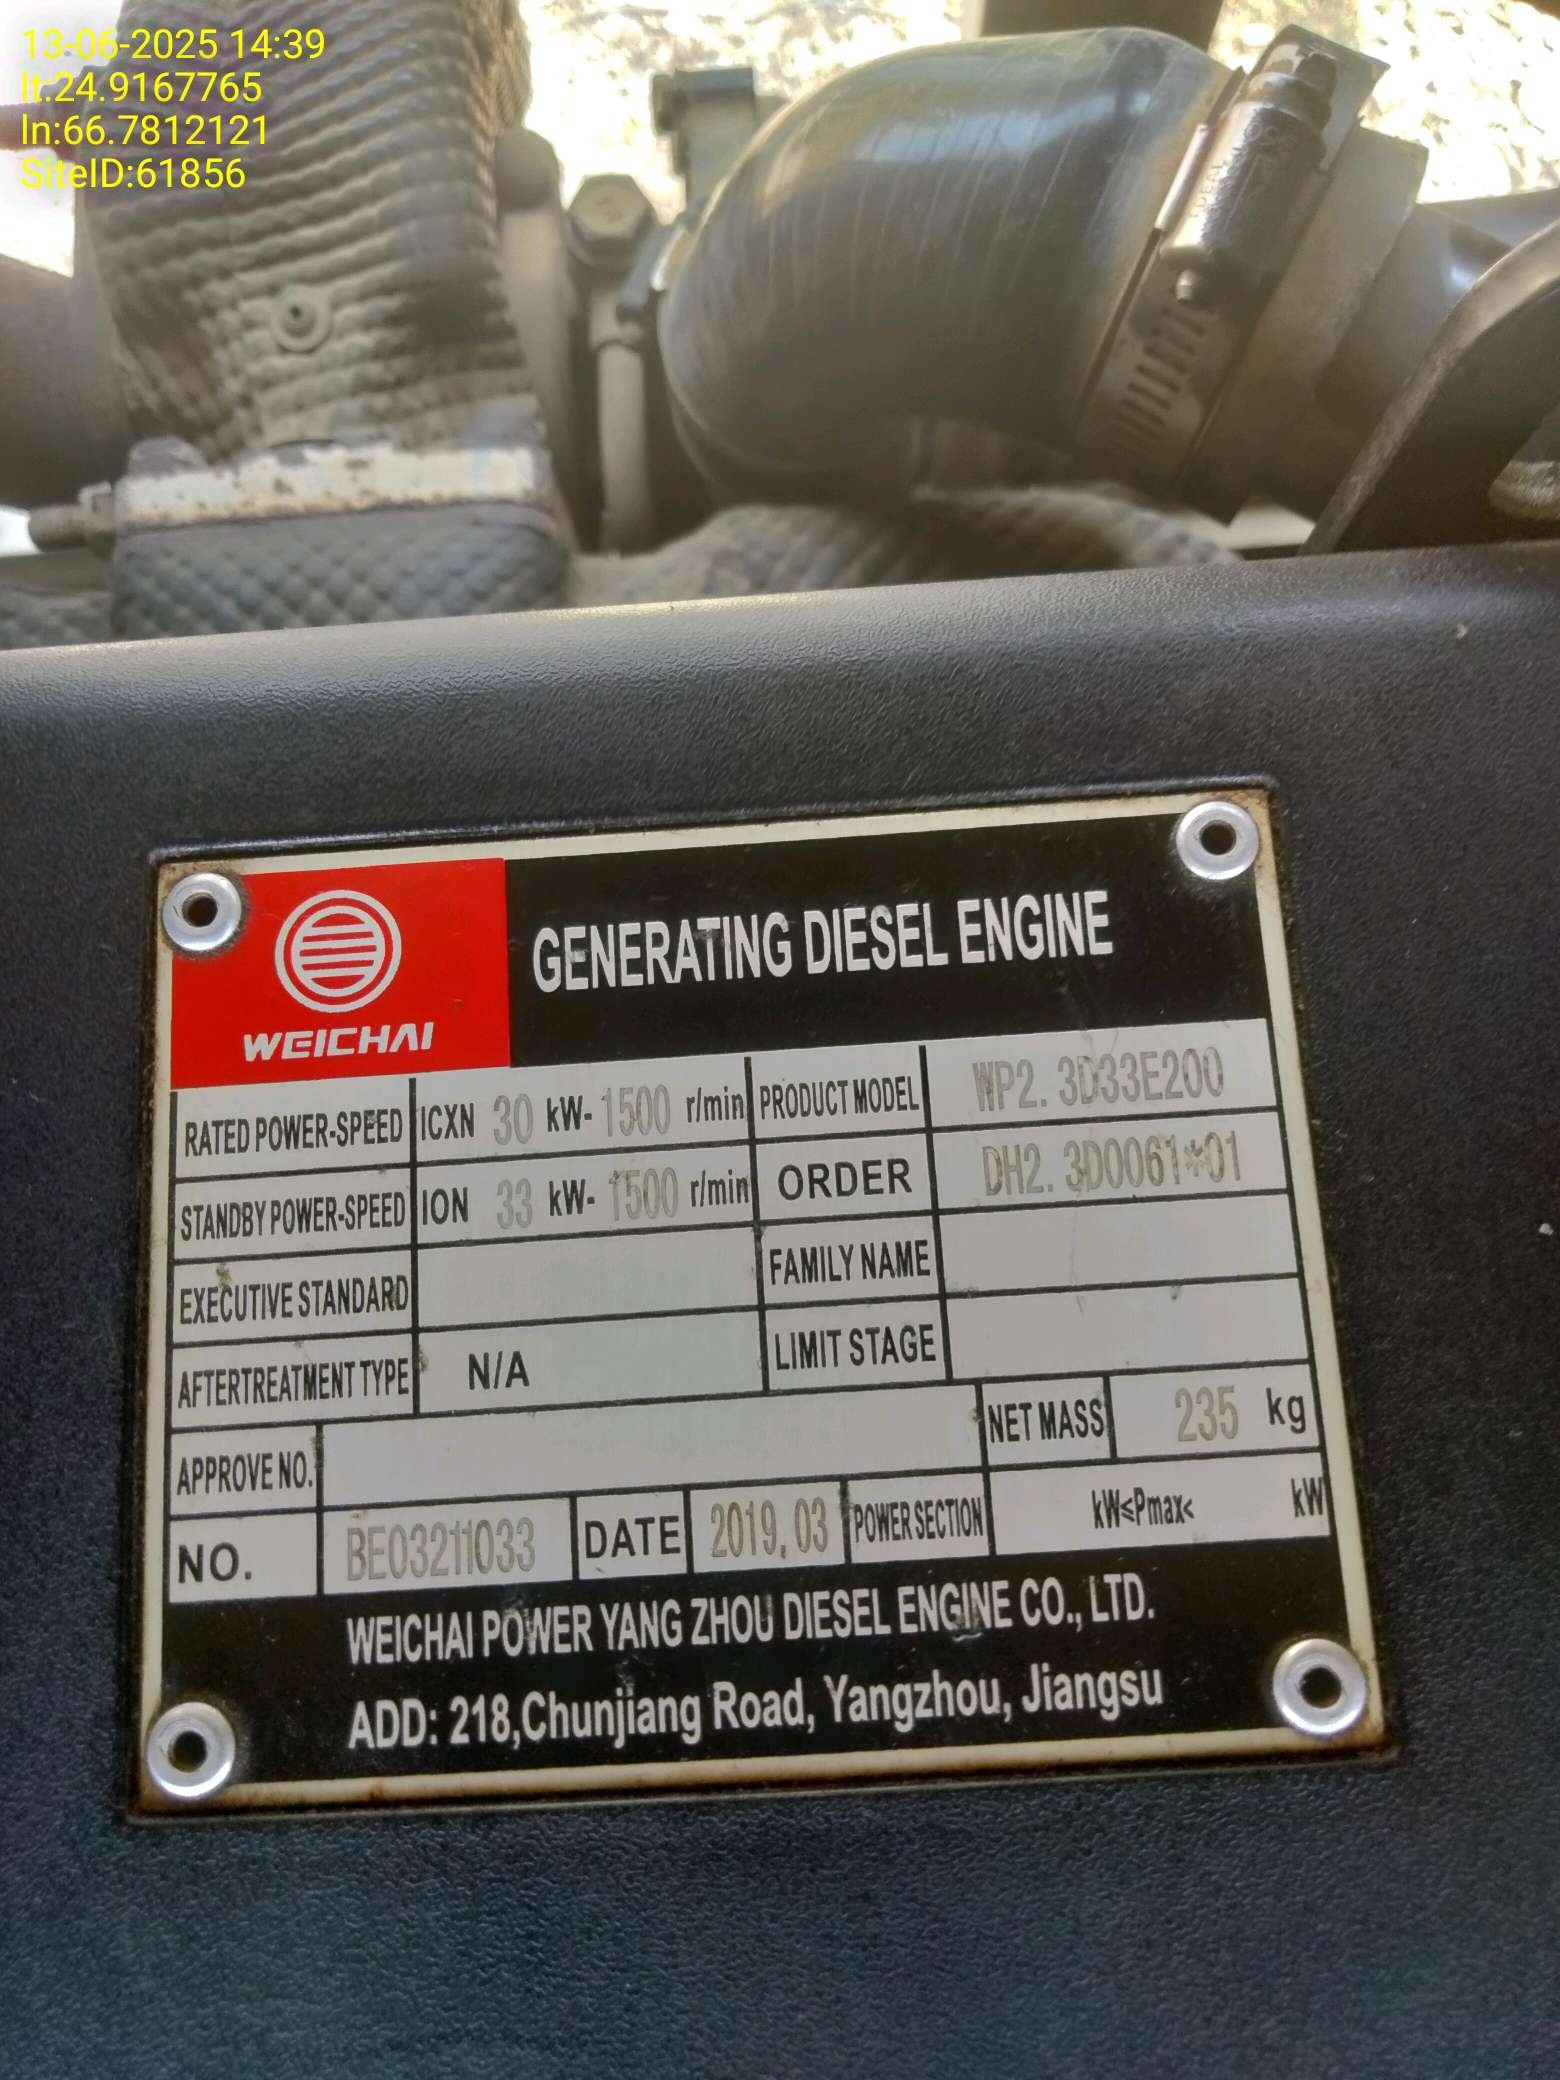 13-06-2025 14:39
lt:24.9167765
ln:66.7812121
SiteID:61856
IDEAL
WEICHAI
GENERATING DIESEL ENGINE
RATED POWER-SPEED ICXN 30 kW- 1500 r/min PRODUCT MODEL WP2. 3D33E200
STANDBY POWER-SPEED ION 33 kW- 1500 r/min ORDER DH2. 3D0061*01
EXECUTIVE STANDARD FAMILY NAME
AFTERTREATMENT TYPE N/A LIMIT STAGE
APPROVE NO. NET MASS 235 kg
NO. BE03211033 DATE 2019.03 POWER SECTION kW≤Pmax< kW
WEICHAI POWER YANG ZHOU DIESEL ENGINE CO., LTD.
ADD: 218,Chunjiang Road, Yangzhou, Jiangsu